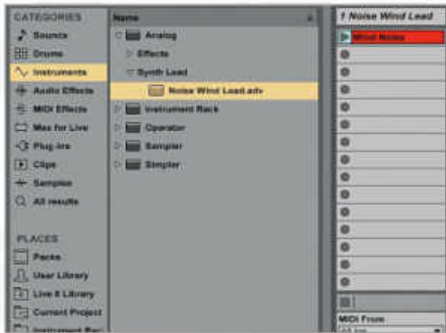 CATEGORIES
Sounds
Drums
Instruments
Audio Effects
MIDI Effects
Max for Live
Plug-ins
Clips
Samples
All results
PLACES
Packs
User Library
Live 8 Library
Current Project
Instrument Rac
Name
Analog
Effects
Synth Lead
Noise Wind Lead.adv
Instrument Rack
Operator
Sampler
Simpler
1 Noise Wind Lead
Wind Noise
MIDI From